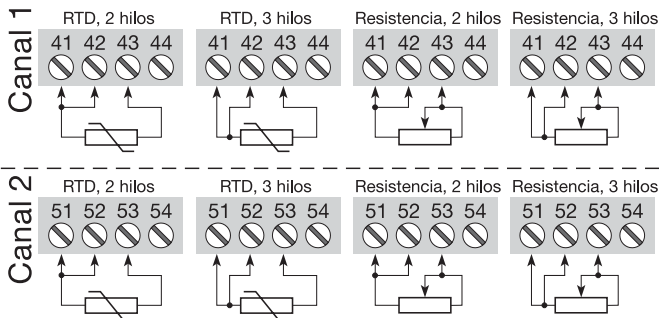 Canal 1
RTD, 2 hilos
41 42 43 44
RTD, 3 hilos
41 42 43 44
Resistencia, 2 hilos
41 42 43 44
Resistencia, 3 hilos
41 42 43 44
Canal 2
RTD, 2 hilos
51 52 53 54
RTD, 3 hilos
51 52 53 54
Resistencia, 2 hilos
51 52 53 54
Resistencia, 3 hilos
51 52 53 54